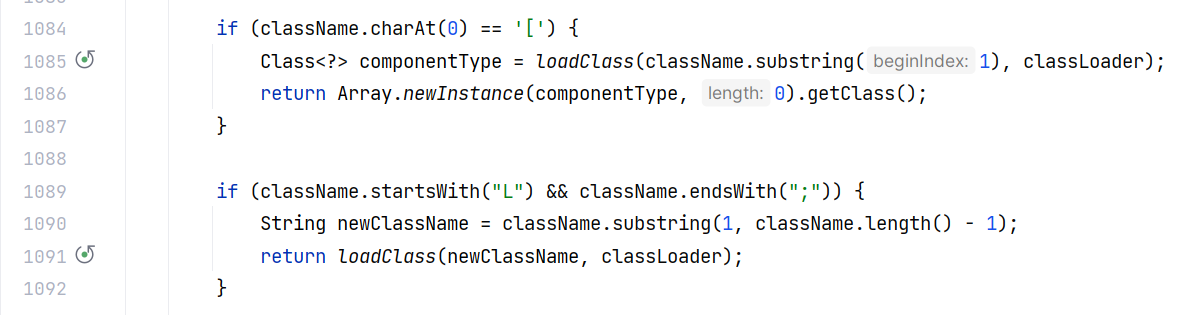 1084 if (className.charAt(0) == '[') {
1085 Class<?> componentType = loadClass(className.substring( beginIndex: 1), classLoader);
1086 return Array.newInstance(componentType, length: 0).getClass();
1087 }
1088
1089 if (className.startsWith("L") && className.endsWith(";")) {
1090 String newClassName = className.substring(1, className.length() - 1);
1091 return loadClass(newClassName, classLoader);
1092 }